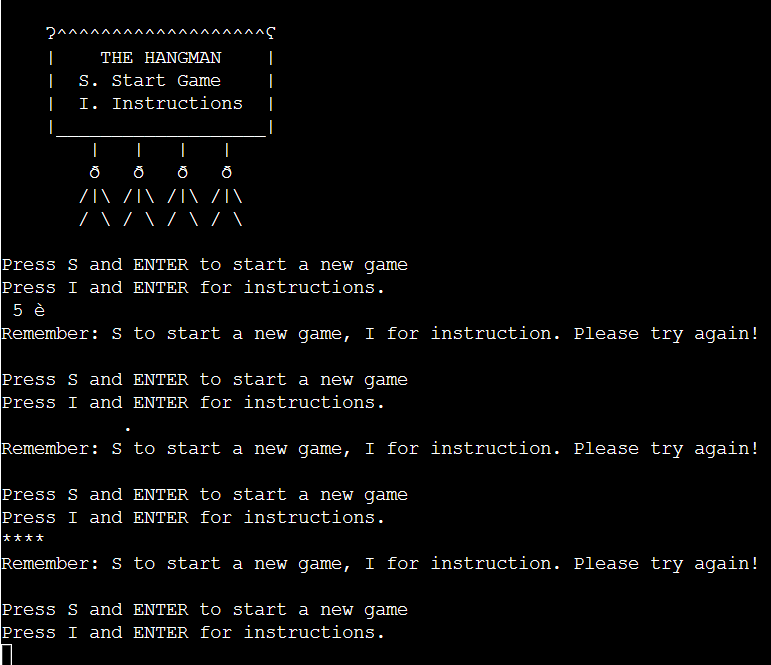 ʔ^^^^^^^^^^^^^^^^^^^ʕ
|    THE HANGMAN    |
|  S. Start Game    |
|  I. Instructions  |
|___________________|
|   |   |   |
ð   ð   ð   ð
/|\ /|\ /|\ /|\
/ \ / \ / \ / \
Press S and ENTER to start a new game
Press I and ENTER for instructions.
5 è
Remember: S to start a new game, I for instruction. Please try again!
Press S and ENTER to start a new game
Press I and ENTER for instructions.
.
Remember: S to start a new game, I for instruction. Please try again!
Press S and ENTER to start a new game
Press I and ENTER for instructions.
****
Remember: S to start a new game, I for instruction. Please try again!
Press S and ENTER to start a new game
Press I and ENTER for instructions.